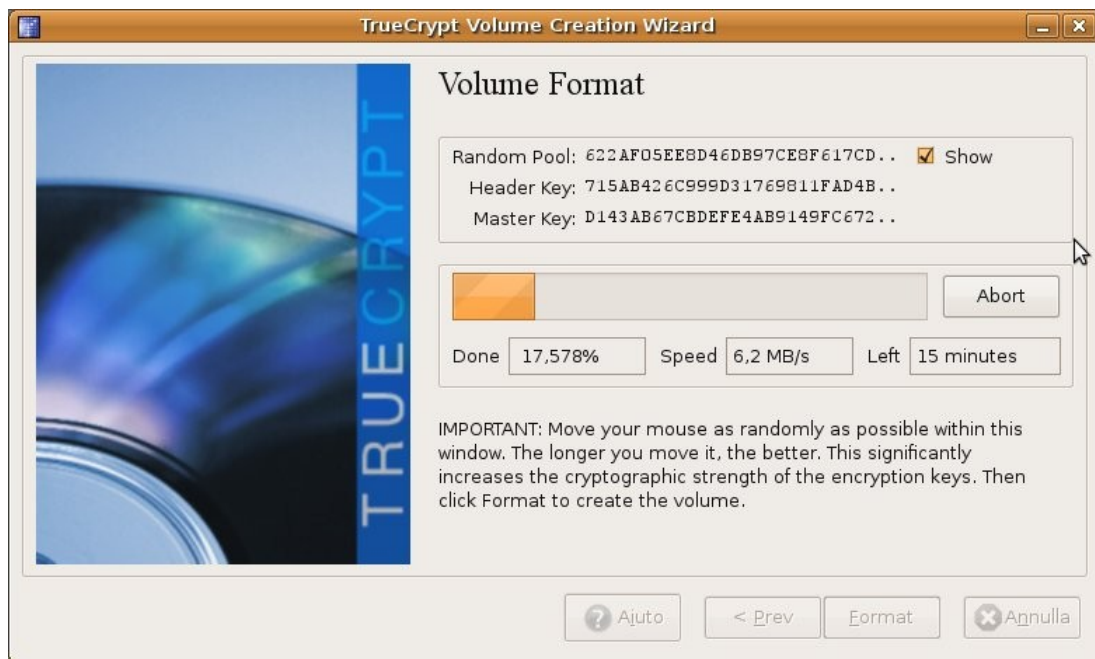 TrueCrypt Volume Creation Wizard
Volume Format
Random Pool: 622AF05EE8D46DB97CE8F617CD.. Show
Header Key: 715AB426C999D31769811FAD4B..
Master Key: D143AB67CBDEFE4AB9149FC672..
Abort
Done 17,578% Speed 6,2 MB/s Left 15 minutes
IMPORTANT: Move your mouse as randomly as possible within this
window. The longer you move it, the better. This significantly
increases the cryptographic strength of the encryption keys. Then
click Format to create the volume.
TRUECRYPT
Aiuto < Prev Format Annulla